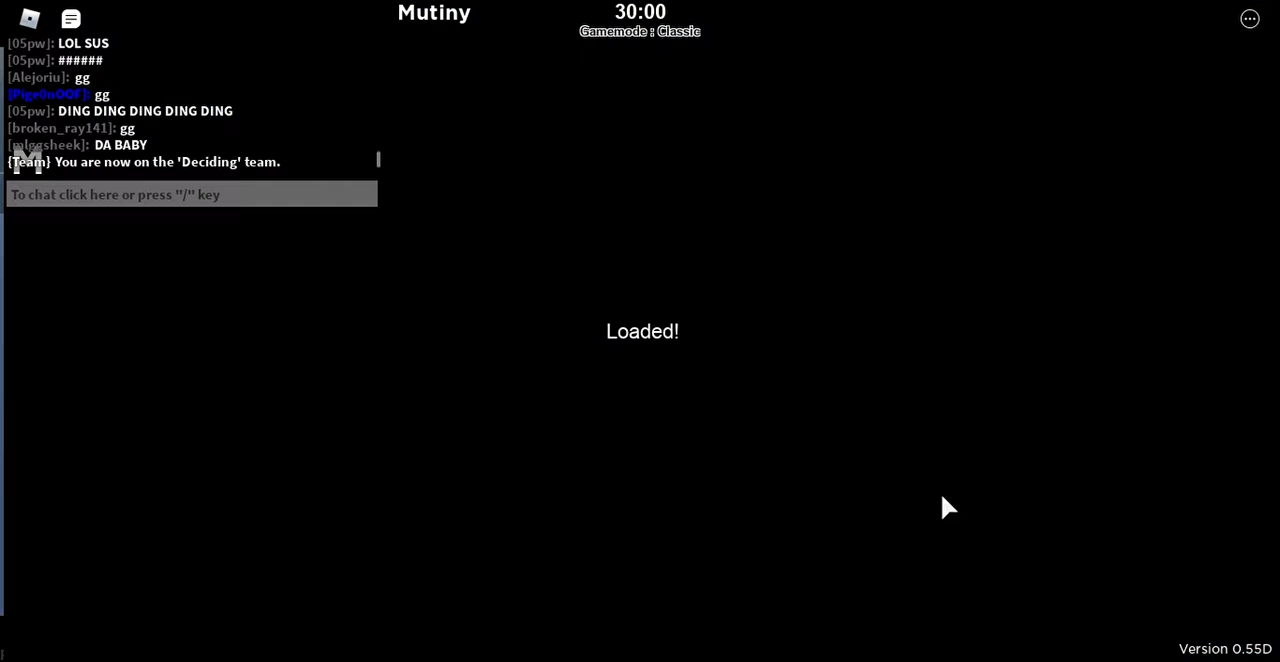 Mutiny
30:00
Gamemode : Classic
[05pw]: LOL SUS
[05pw]: ######
[Alejoriu]: gg
[Pige0nOOF]: gg
[05pw]: DING DING DING DING DING
[broken_ray141]: gg
[mlggsheek]: DA BABY
M
{Team} You are now on the 'Deciding' team.
To chat click here or press "/" key
Loaded!
Version 0.55D